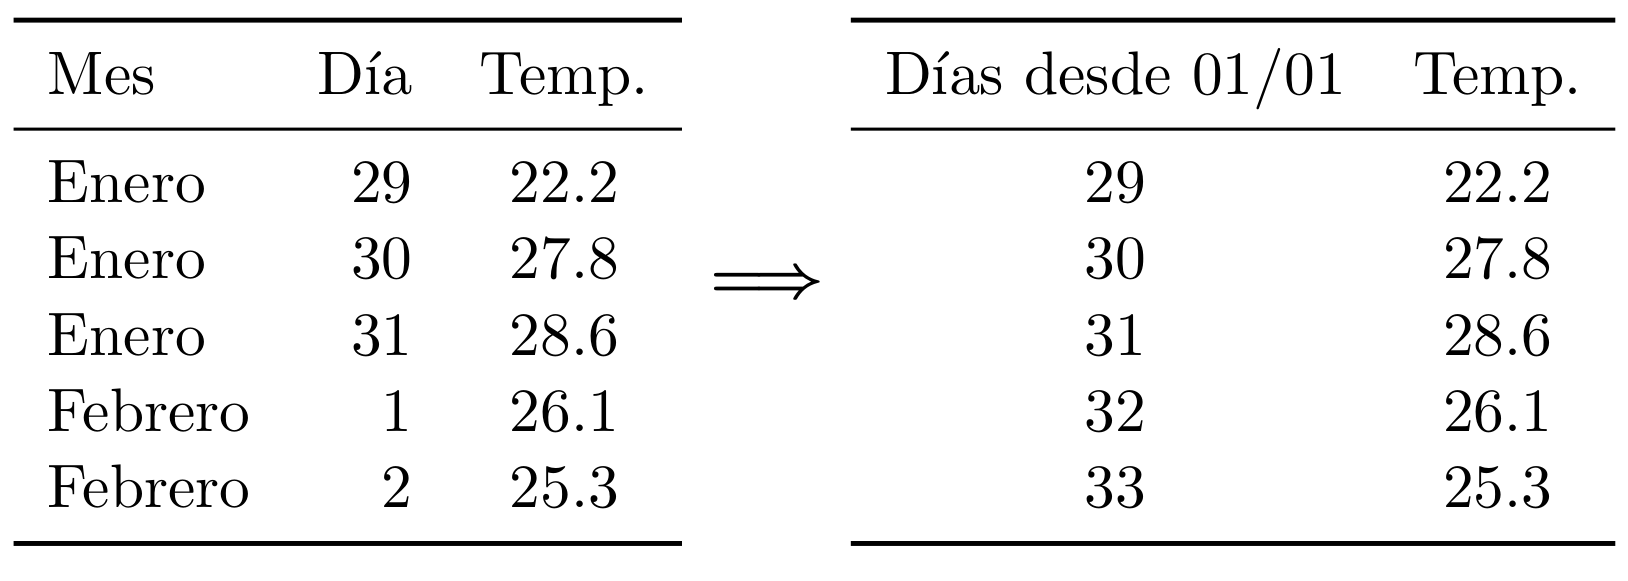 Mes Día Temp.
Enero 29 22.2
Enero 30 27.8
Enero 31 28.6
Febrero 1 26.1
Febrero 2 25.3
⟹
Días desde 01/01 Temp.
29 22.2
30 27.8
31 28.6
32 26.1
33 25.3